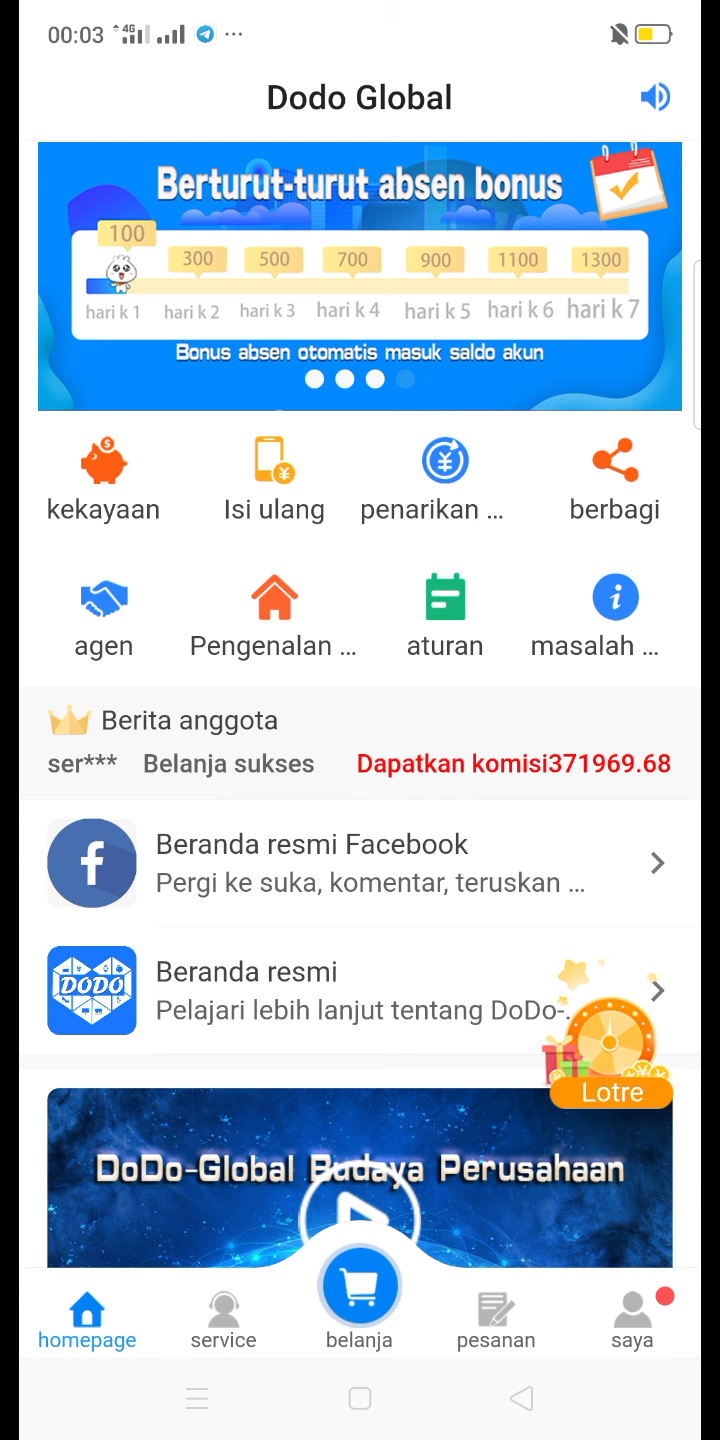 00:03 4G ...
Dodo Global
Berturut-turut absen bonus
100 300 500 700 900 1100 1300
hari k 1 hari k 2 hari k 3 hari k 4 hari k 5 hari k 6 hari k 7
Bonus absen otomatis masuk saldo akun
kekayaan Isi ulang penarikan ... berbagi
agen Pengenalan ... aturan masalah ...
Berita anggota
ser*** Belanja sukses Dapatkan komisi371969.68
Beranda resmi Facebook
Pergi ke suka, komentar, teruskan ...
DODO
Beranda resmi
Pelajari lebih lanjut tentang DoDo-.
Lotre
DoDo-Global Budaya Perusahaan
homepage service belanja pesanan saya